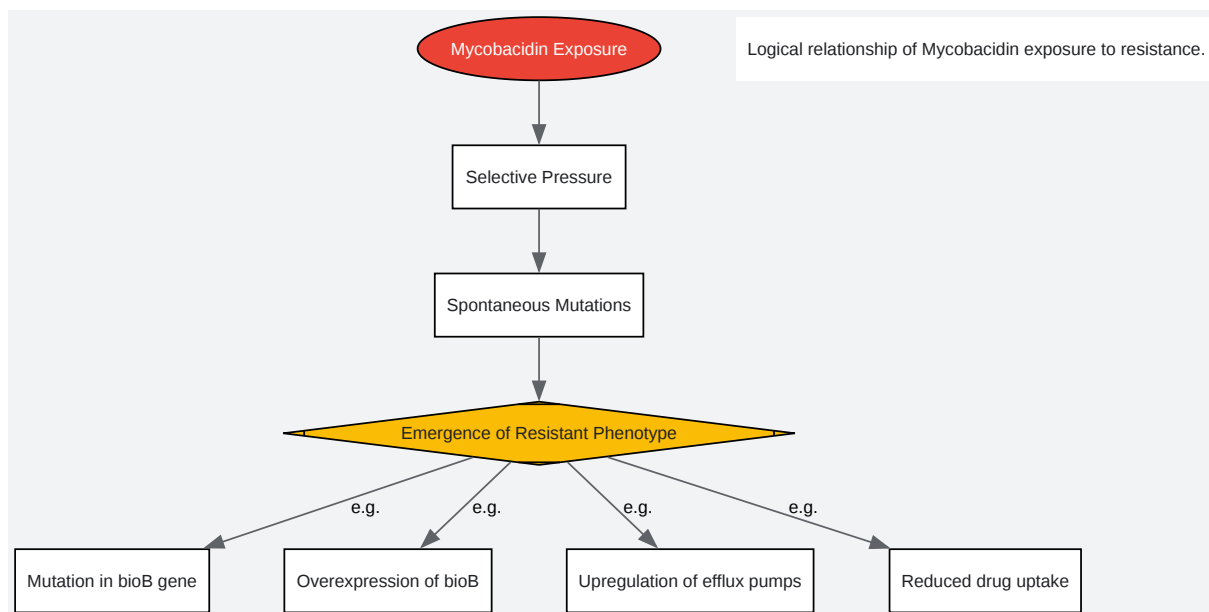 Mycobacidin Exposure
Logical relationship of Mycobacidin exposure to resistance.
Selective Pressure
Spontaneous Mutations
Emergence of Resistant Phenotype
e.g.
e.g.
e.g.
e.g.
Mutation in bioB gene
Overexpression of bioB
Upregulation of efflux pumps
Reduced drug uptake